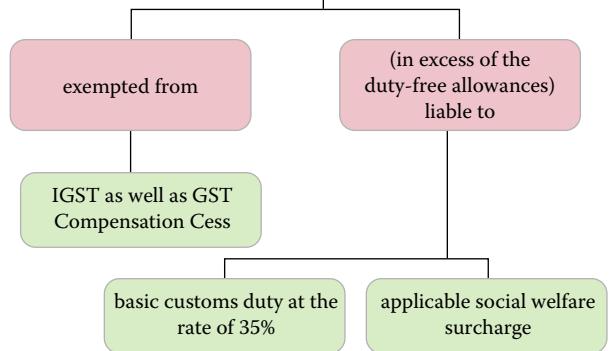 exempted from
(in excess of the
duty-free allowances)
liable to
IGST as well as GST
Compensation Cess
basic customs duty at the
rate of 35%
applicable social welfare
surcharge